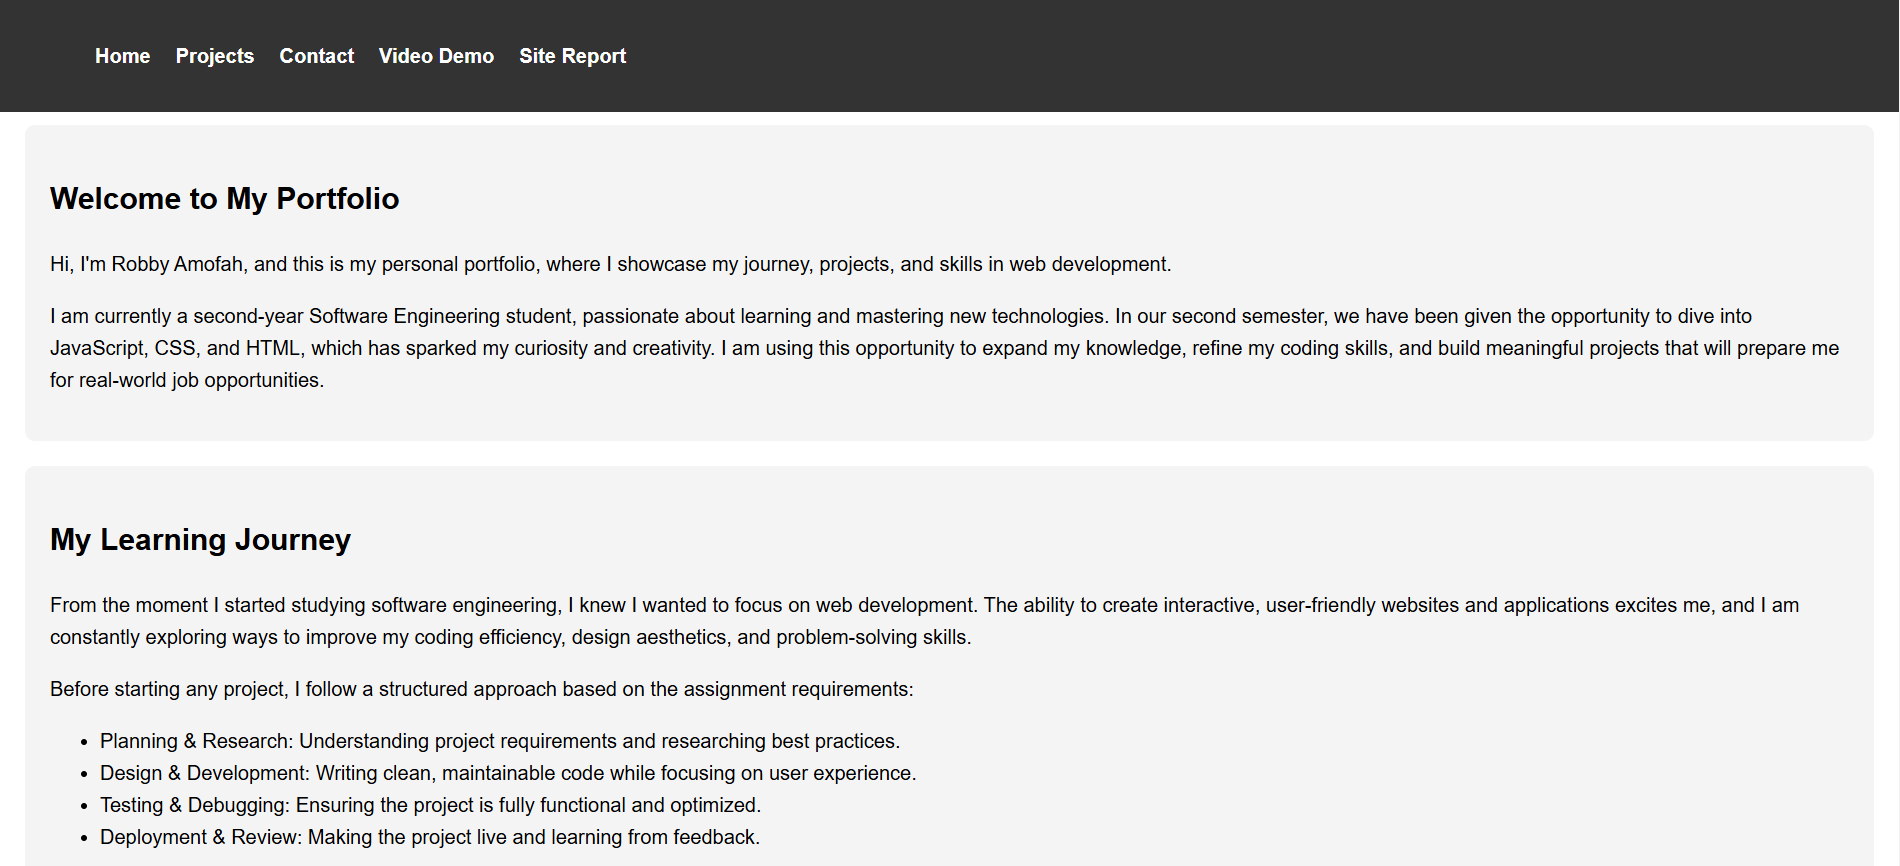 Home Projects Contact Video Demo Site Report
Welcome to My Portfolio
Hi, I'm Robby Amofah, and this is my personal portfolio, where I showcase my journey, projects, and skills in web development.
I am currently a second-year Software Engineering student, passionate about learning and mastering new technologies. In our second semester, we have been given the opportunity to dive into
JavaScript, CSS, and HTML, which has sparked my curiosity and creativity. I am using this opportunity to expand my knowledge, refine my coding skills, and build meaningful projects that will prepare me
for real-world job opportunities.
My Learning Journey
From the moment I started studying software engineering, I knew I wanted to focus on web development. The ability to create interactive, user-friendly websites and applications excites me, and I am
constantly exploring ways to improve my coding efficiency, design aesthetics, and problem-solving skills.
Before starting any project, I follow a structured approach based on the assignment requirements:
• Planning & Research: Understanding project requirements and researching best practices.
• Design & Development: Writing clean, maintainable code while focusing on user experience.
• Testing & Debugging: Ensuring the project is fully functional and optimized.
• Deployment & Review: Making the project live and learning from feedback.